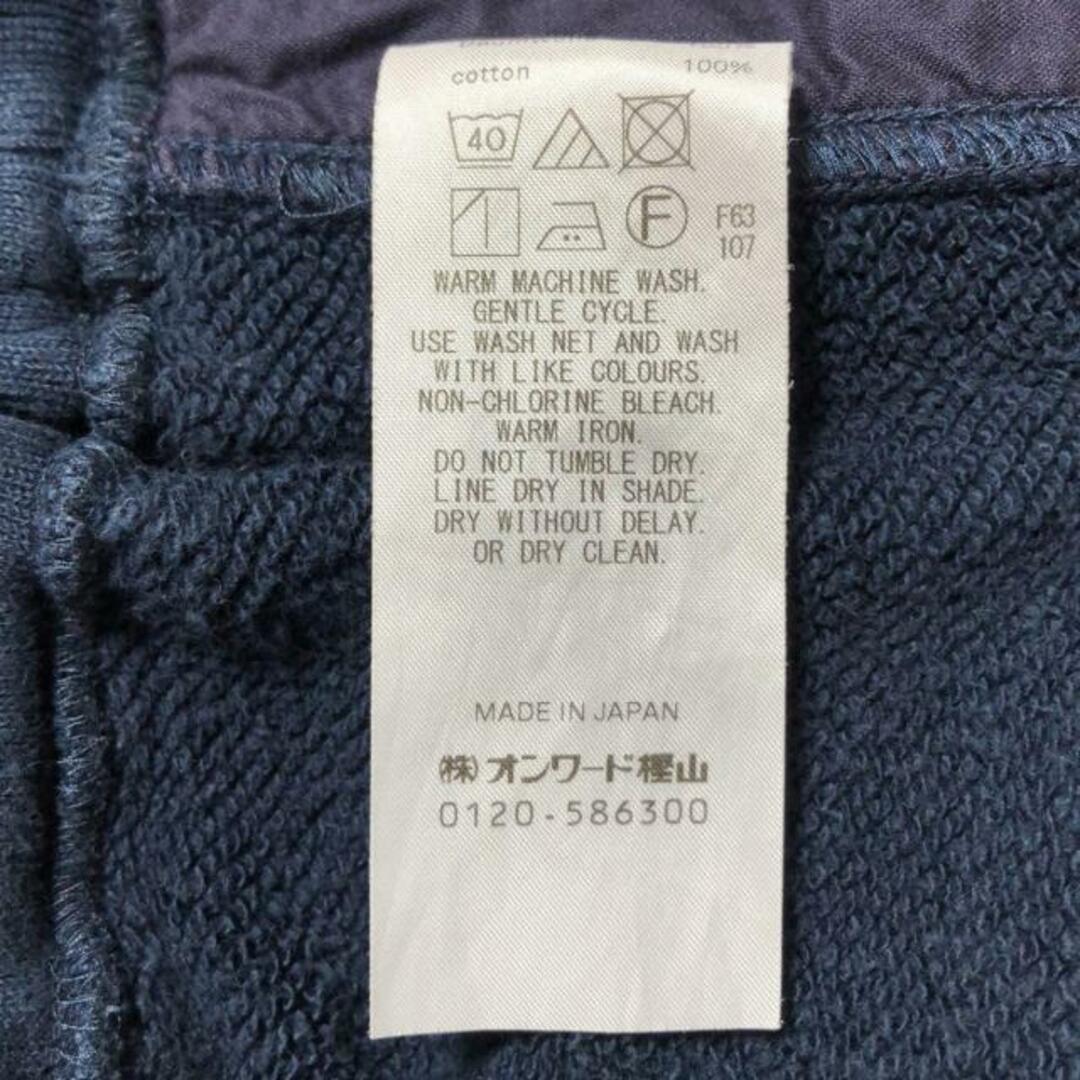 cotton 100%
40
F F63
107
WARM MACHINE WASH.
GENTLE CYCLE.
USE WASH NET AND WASH
WITH LIKE COLOURS.
NON-CHLORINE BLEACH.
WARM IRON.
DO NOT TUMBLE DRY.
LINE DRY IN SHADE.
DRY WITHOUT DELAY.
OR DRY CLEAN.
MADE IN JAPAN
㈱オンワード樫山
0120-586300